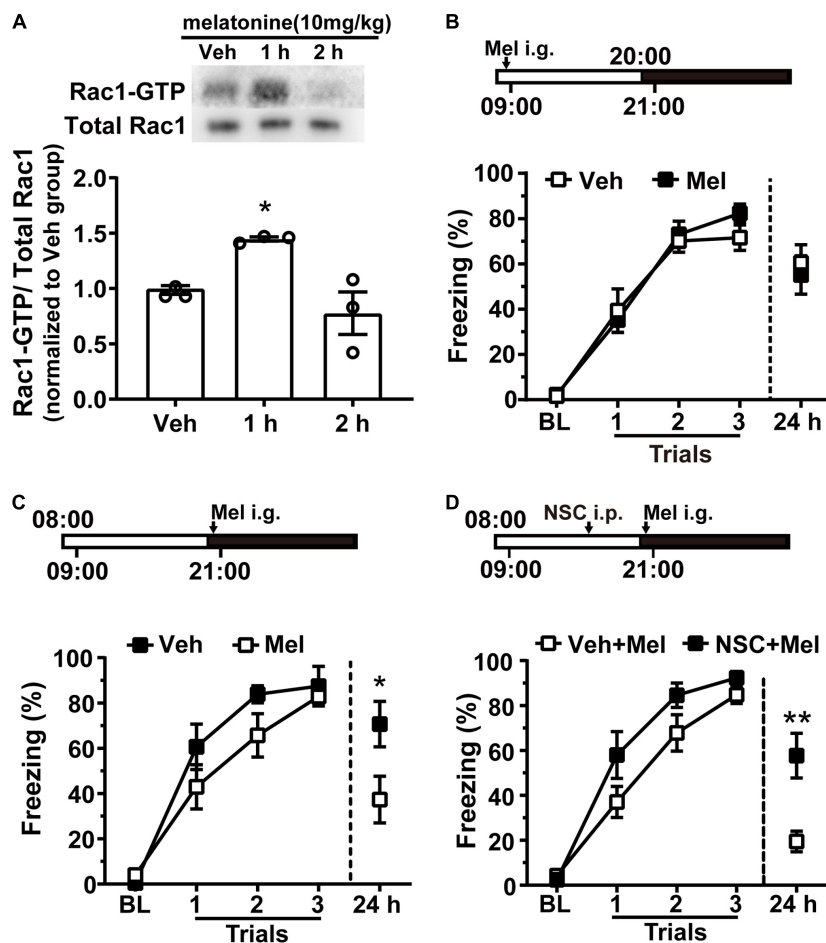 A
melatonine(10mg/kg)
Veh 1 h 2 h
Rac1-GTP
Total Rac1
Rac1-GTP/ Total Rac1
(normalized to Veh group)
2.0
1.5
1.0
0.5
0.0
*
Veh 1 h 2 h
B
Mel i.g.
20:00
09:00 21:00
Freezing (%)
100
80
60
40
20
0
Veh Mel
BL 1 2 3 24 h
Trials
C
08:00
Mel i.g.
09:00 21:00
Veh Mel
Freezing (%)
100
80
60
40
20
0
*
BL 1 2 3 24 h
Trials
D
08:00
NSC i.p. Mel i.g.
09:00 21:00
Veh+Mel NSC+Mel
Freezing (%)
100
80
60
40
20
0
**
BL 1 2 3 24 h
Trials